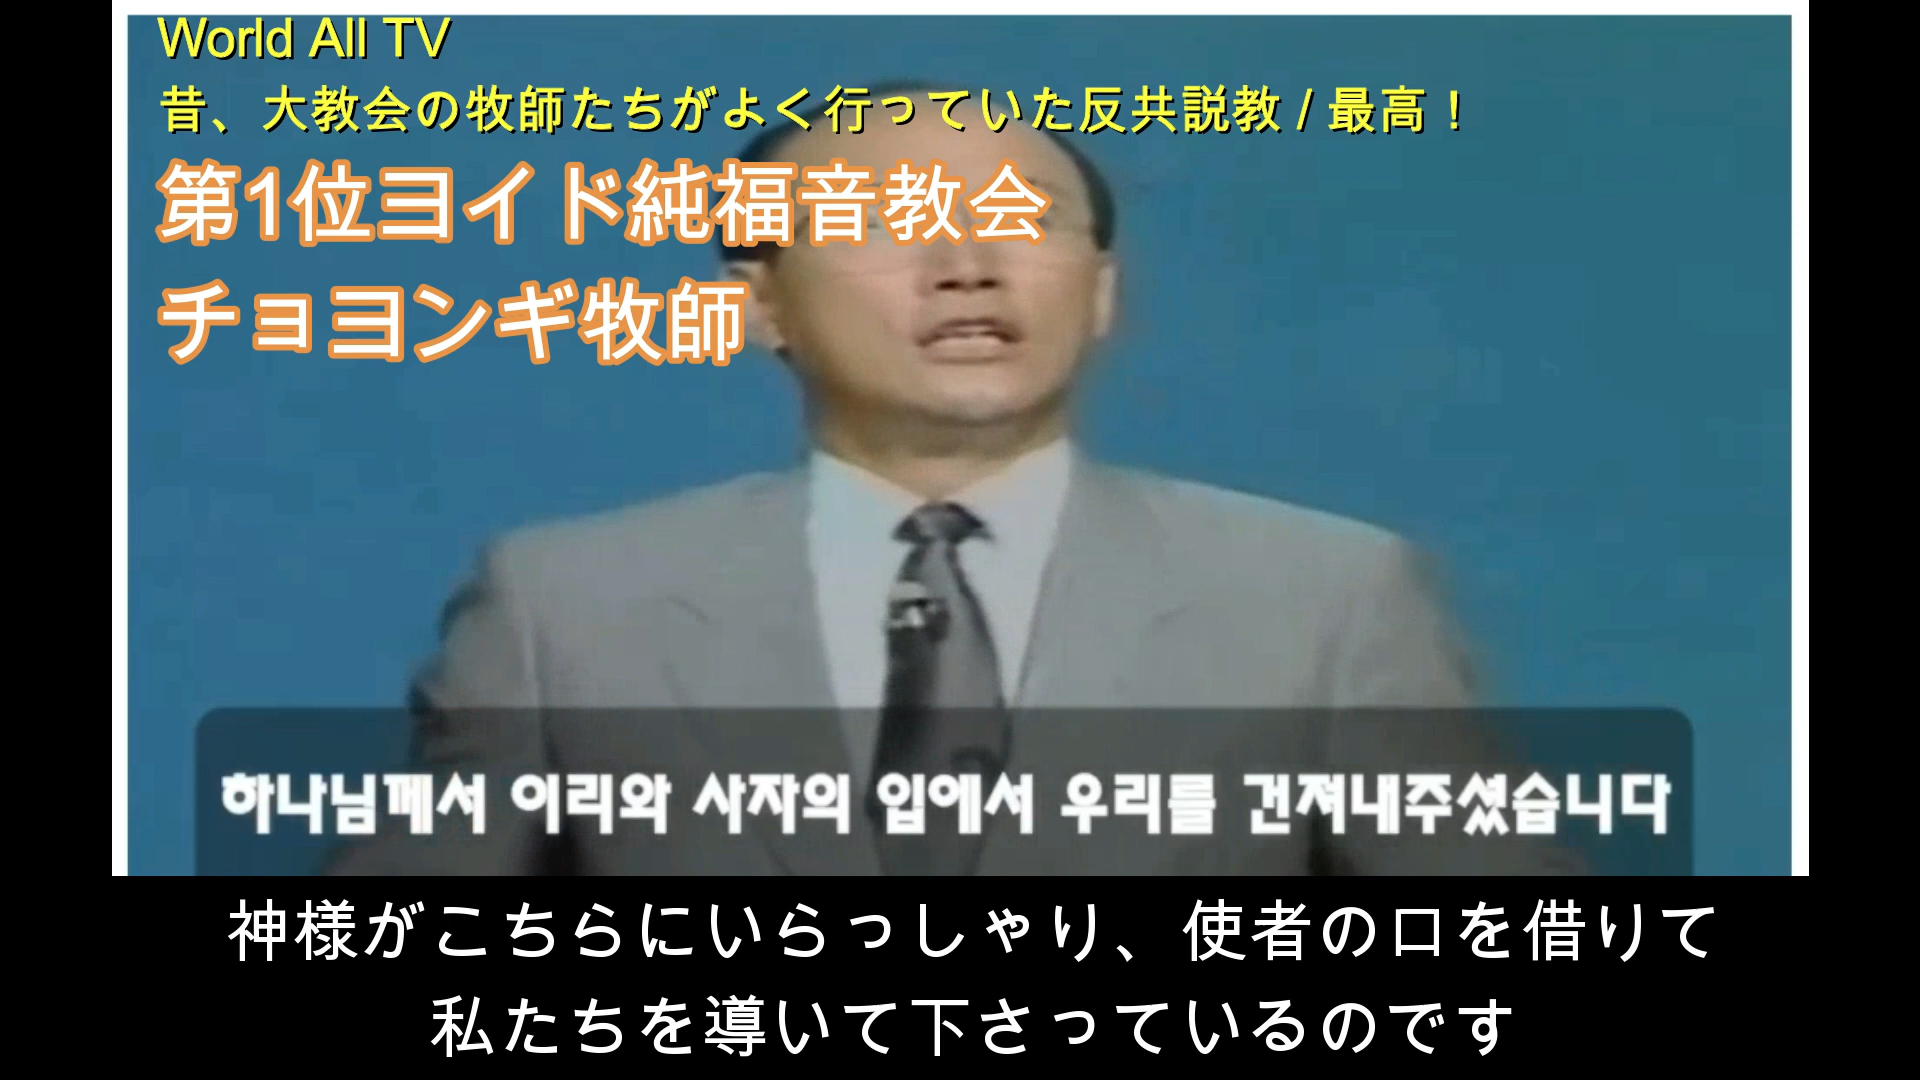 World All TV
昔、大教会の牧師たちがよく行っていた反共説教 / 最高！
第1位ヨイド純福音教会
チョヨンギ牧師
하나님께서 이리와 사자의 입에서 우리를 건져내주셨습니다
神様がこちらにいらっしゃり、使者の口を借りて
私たちを導いて下さっているのです